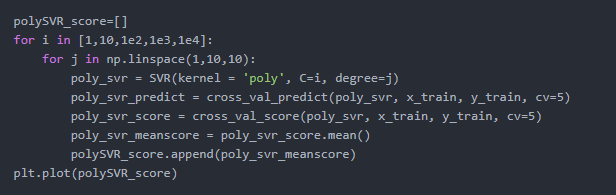 polySVR_score=[]
for i in [1,10,1e2,1e3,1e4]:
    for j in np.linspace(1,10,10):
        poly_svr = SVR(kernel = 'poly', C=i, degree=j)
        poly_svr_predict = cross_val_predict(poly_svr, x_train, y_train, cv=5)
        poly_svr_score = cross_val_score(poly_svr, x_train, y_train, cv=5)
        poly_svr_meanscore = poly_svr_score.mean()
        polySVR_score.append(poly_svr_meanscore)
plt.plot(polySVR_score)